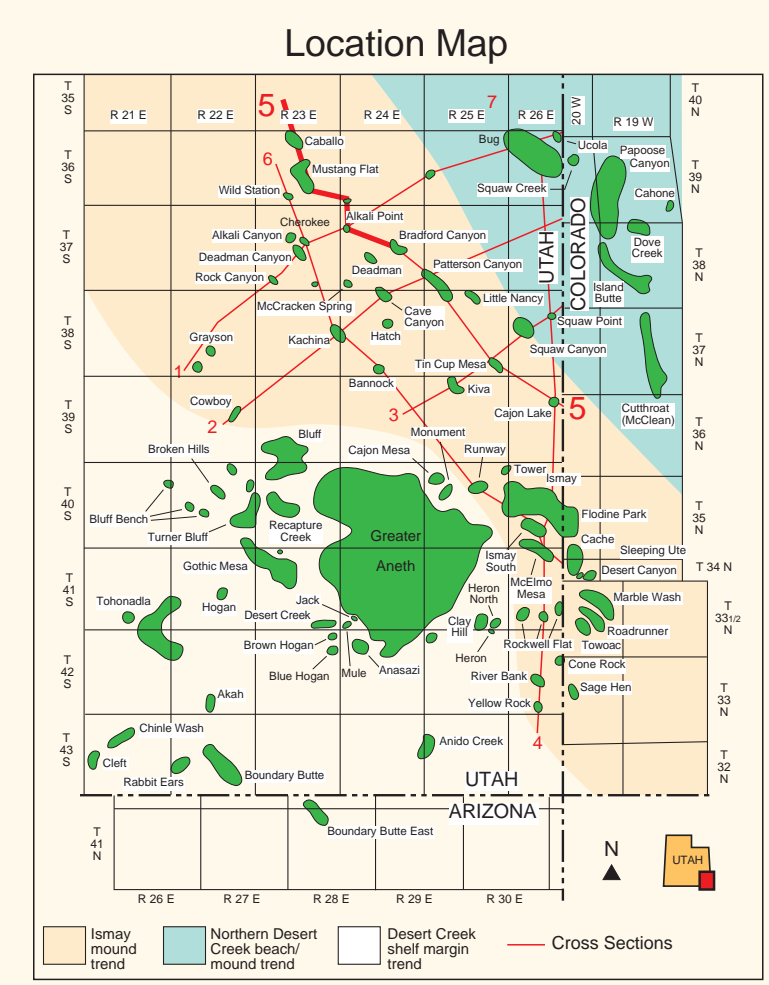 Location Map
T
35
S
R 21 E
R 22 E
5
R 23 E
R 24 E
R 25 E
7
R 26 E
20 W
R 19 W
T
40
N
T
36
S
6
Caballo
Mustang Flat
Wild Station
Bug
Ucola
Squaw Creek
Papoose
Canyon
Cahone
T
39
N
T
37
S
Cherokee
Alkali Point
Alkali Canyon
Deadman Canyon
Rock Canyon
Bradford Canyon
Deadman
Patterson Canyon
UTAH
COLORADO
Dove
Creek
Island
Butte
T
38
N
T
38
S
McCracken Spring
Cave
Canyon
Little Nancy
Squaw Point
Grayson
Kachina
Hatch
Squaw Canyon
1
Bannock
Tin Cup Mesa
T
37
N
T
39
S
Cowboy
2
3
Kiva
Cajon Lake
5
Cutthroat
(McClean)
T
36
N
Bluff
Monument
Broken Hills
Cajon Mesa
Runway
T
40
S
Tower
Ismay
Bluff Bench
Turner Bluff
Recapture
Creek
Greater
Aneth
Flodine Park
T
35
N
Cache
Gothic Mesa
Ismay
South
Sleeping Ute
Desert Canyon
T 34 N
T
41
S
McElmo
Mesa
Tohonadla
Hogan
Jack
Desert Creek
Heron
North
Marble Wash
T
33 1/2
N
Clay
Hill
Roadrunner
Brown Hogan
Rockwell Flat
Towoac
T
42
S
Blue Hogan
Mule
Anasazi
Heron
Cone Rock
River Bank
Sage Hen
T
33
N
Akah
Yellow Rock
T
43
S
Chinle Wash
Anido Creek
4
Cleft
Rabbit Ears
Boundary Butte
T
32
N
UTAH
ARIZONA
T
41
N
Boundary Butte East
N
UTAH
R 26 E
R 27 E
R 28 E
R 29 E
R 30 E
Ismay
mound
trend
Northern Desert
Creek beach/
mound trend
Desert Creek
shelf margin
trend
Cross Sections